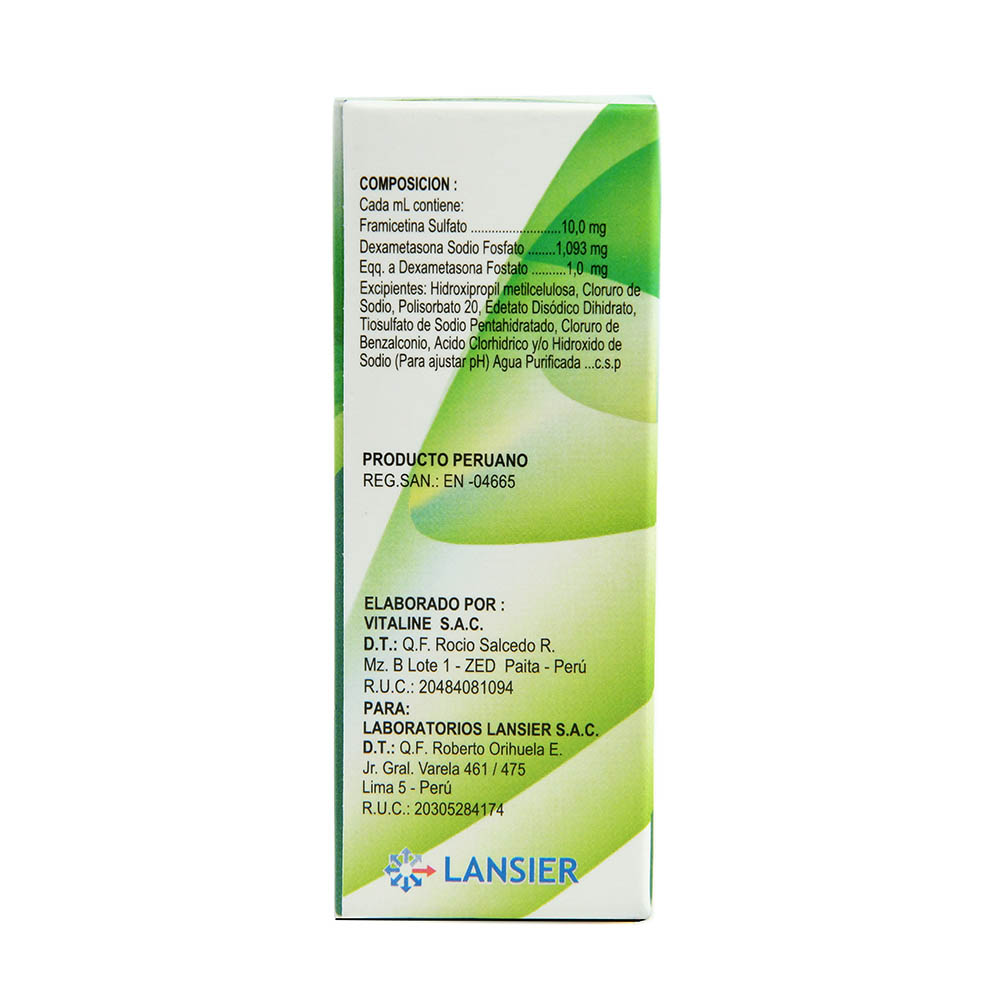 COMPOSICION :
Cada mL contiene:
Framicetina Sulfato ..........................10,0 mg
Dexametasona Sodio Fosfato ........1,093 mg
Eqq. a Dexametasona Fostato ..........1,0 mg
Excipientes: Hidroxipropil metilcelulosa, Cloruro de
Sodio, Polisorbato 20, Edetato Disódico Dihidrato,
Tiosulfato de Sodio Pentahidratado, Cloruro de
Benzalconio, Acido Clorhidrico y/o Hidroxido de
Sodio (Para ajustar pH) Agua Purificada ...c.s.p
PRODUCTO PERUANO
REG.SAN.: EN -04665
ELABORADO POR :
VITALINE S.A.C.
D.T.: Q.F. Rocio Salcedo R.
Mz. B Lote 1 - ZED Paita - Perú
R.U.C.: 20484081094
PARA:
LABORATORIOS LANSIER S.A.C.
D.T.: Q.F. Roberto Orihuela E.
Jr. Gral. Varela 461 / 475
Lima 5 - Perú
R.U.C.: 20305284174
LANSIER